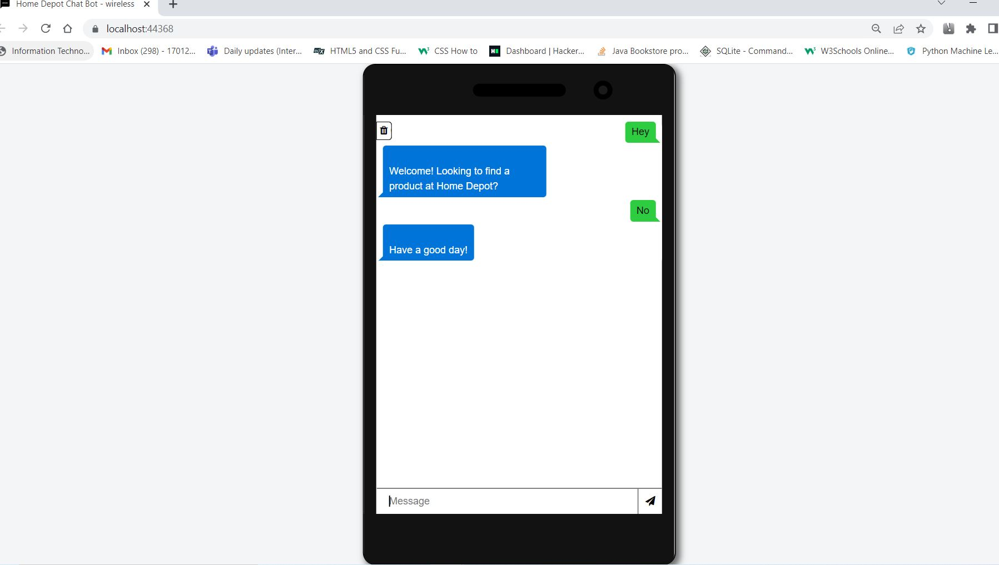 Home Depot Chat Bot - wireless
localhost:44368
Information Techno...
Inbox (298) - 17012...
Daily updates (Inter...
edX
HTML5 and CSS Fu...
CSS How to
H
Dashboard | Hacker...
Java Bookstore pro...
SQLite - Command...
W3Schools Online...
Python Machine Le...
Hey
Welcome! Looking to find a
product at Home Depot?
No
Have a good day!
Message